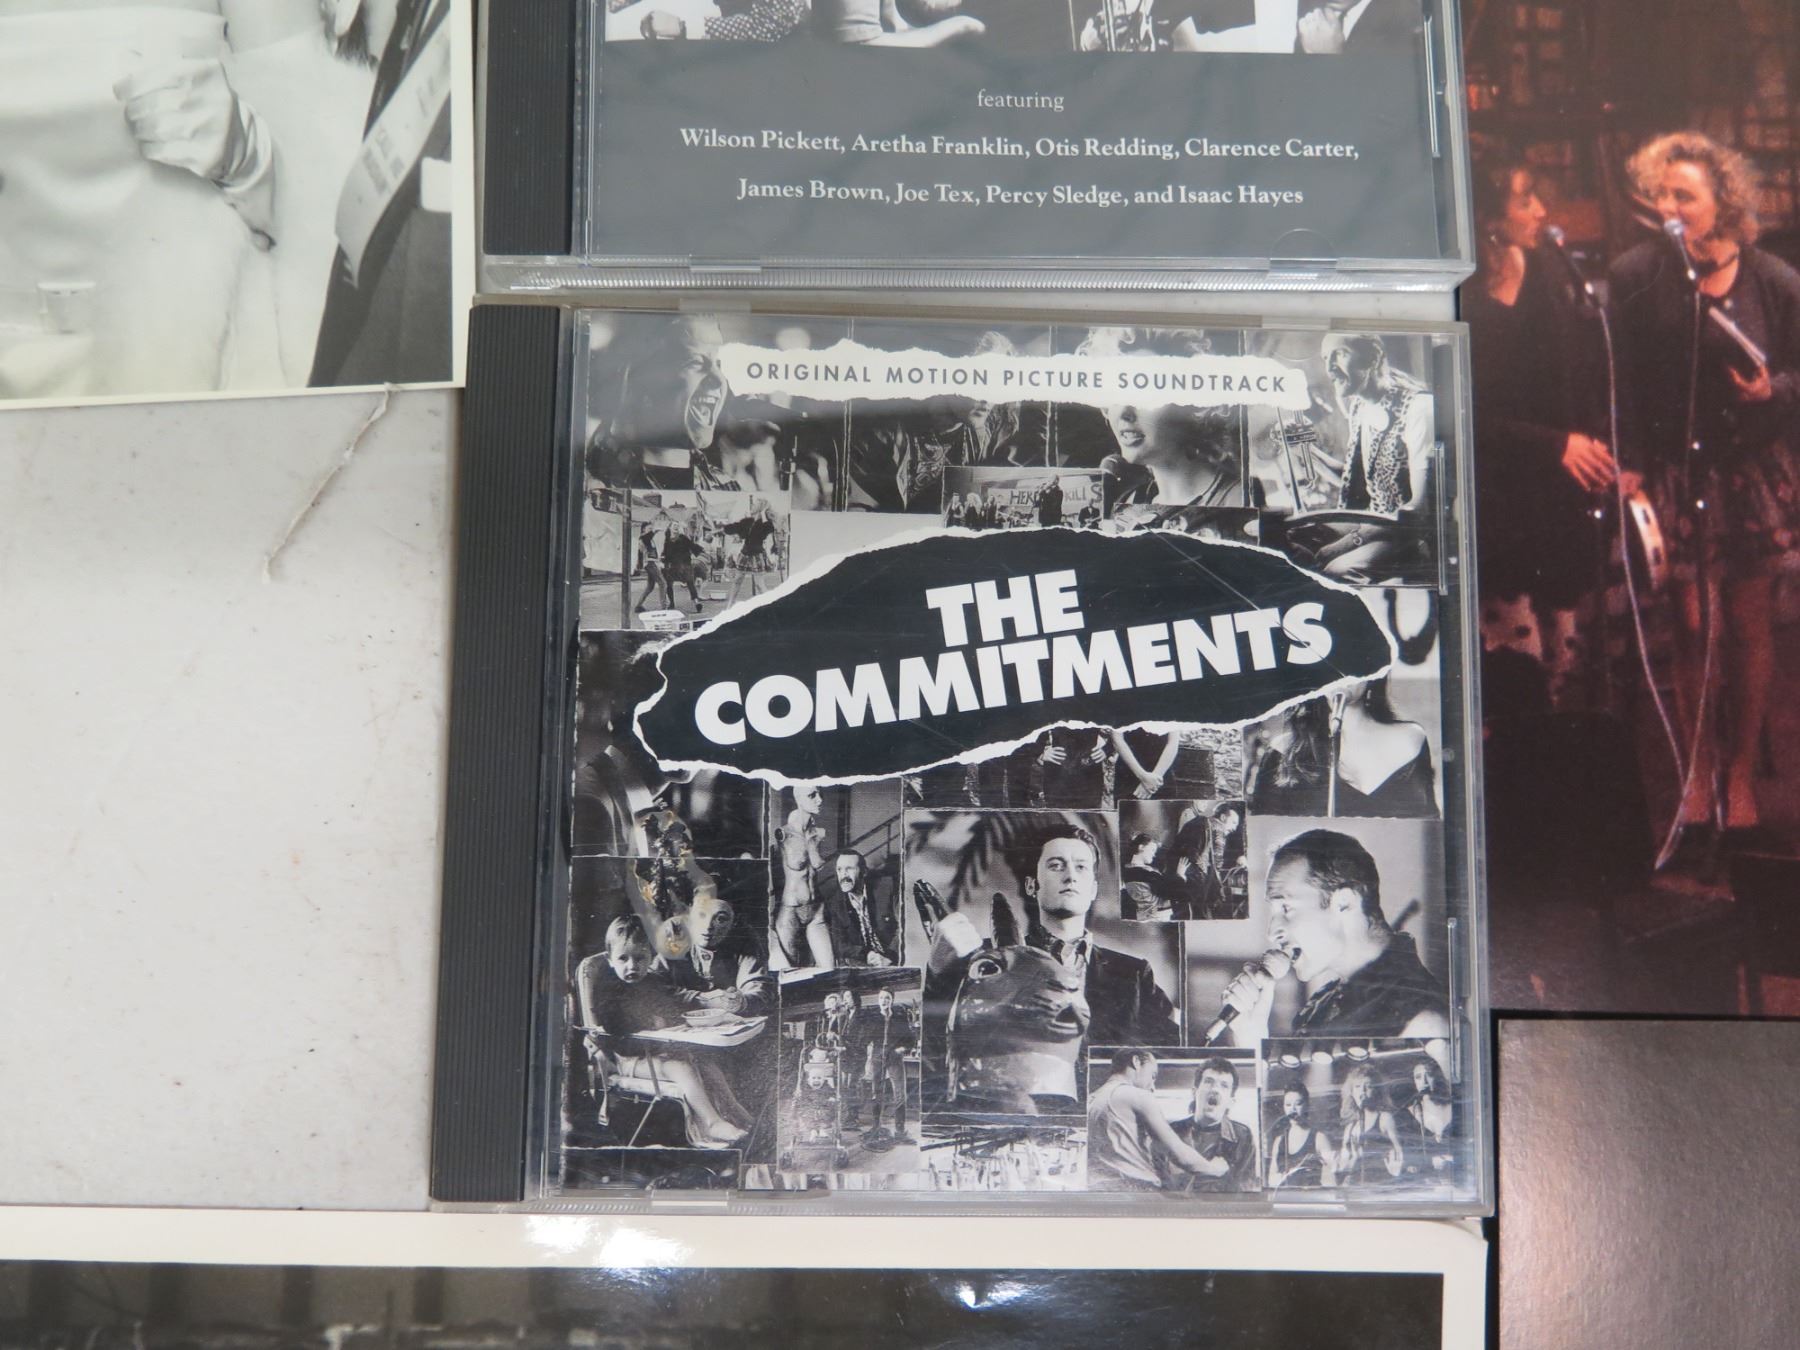 featuring
Wilson Pickett, Aretha Franklin, Otis Redding, Clarence Carter,
James Brown, Joe Tex, Percy Sledge, and Isaac Hayes
ORIGINAL MOTION PICTURE SOUNDTRACK
THE
COMMITMENTS